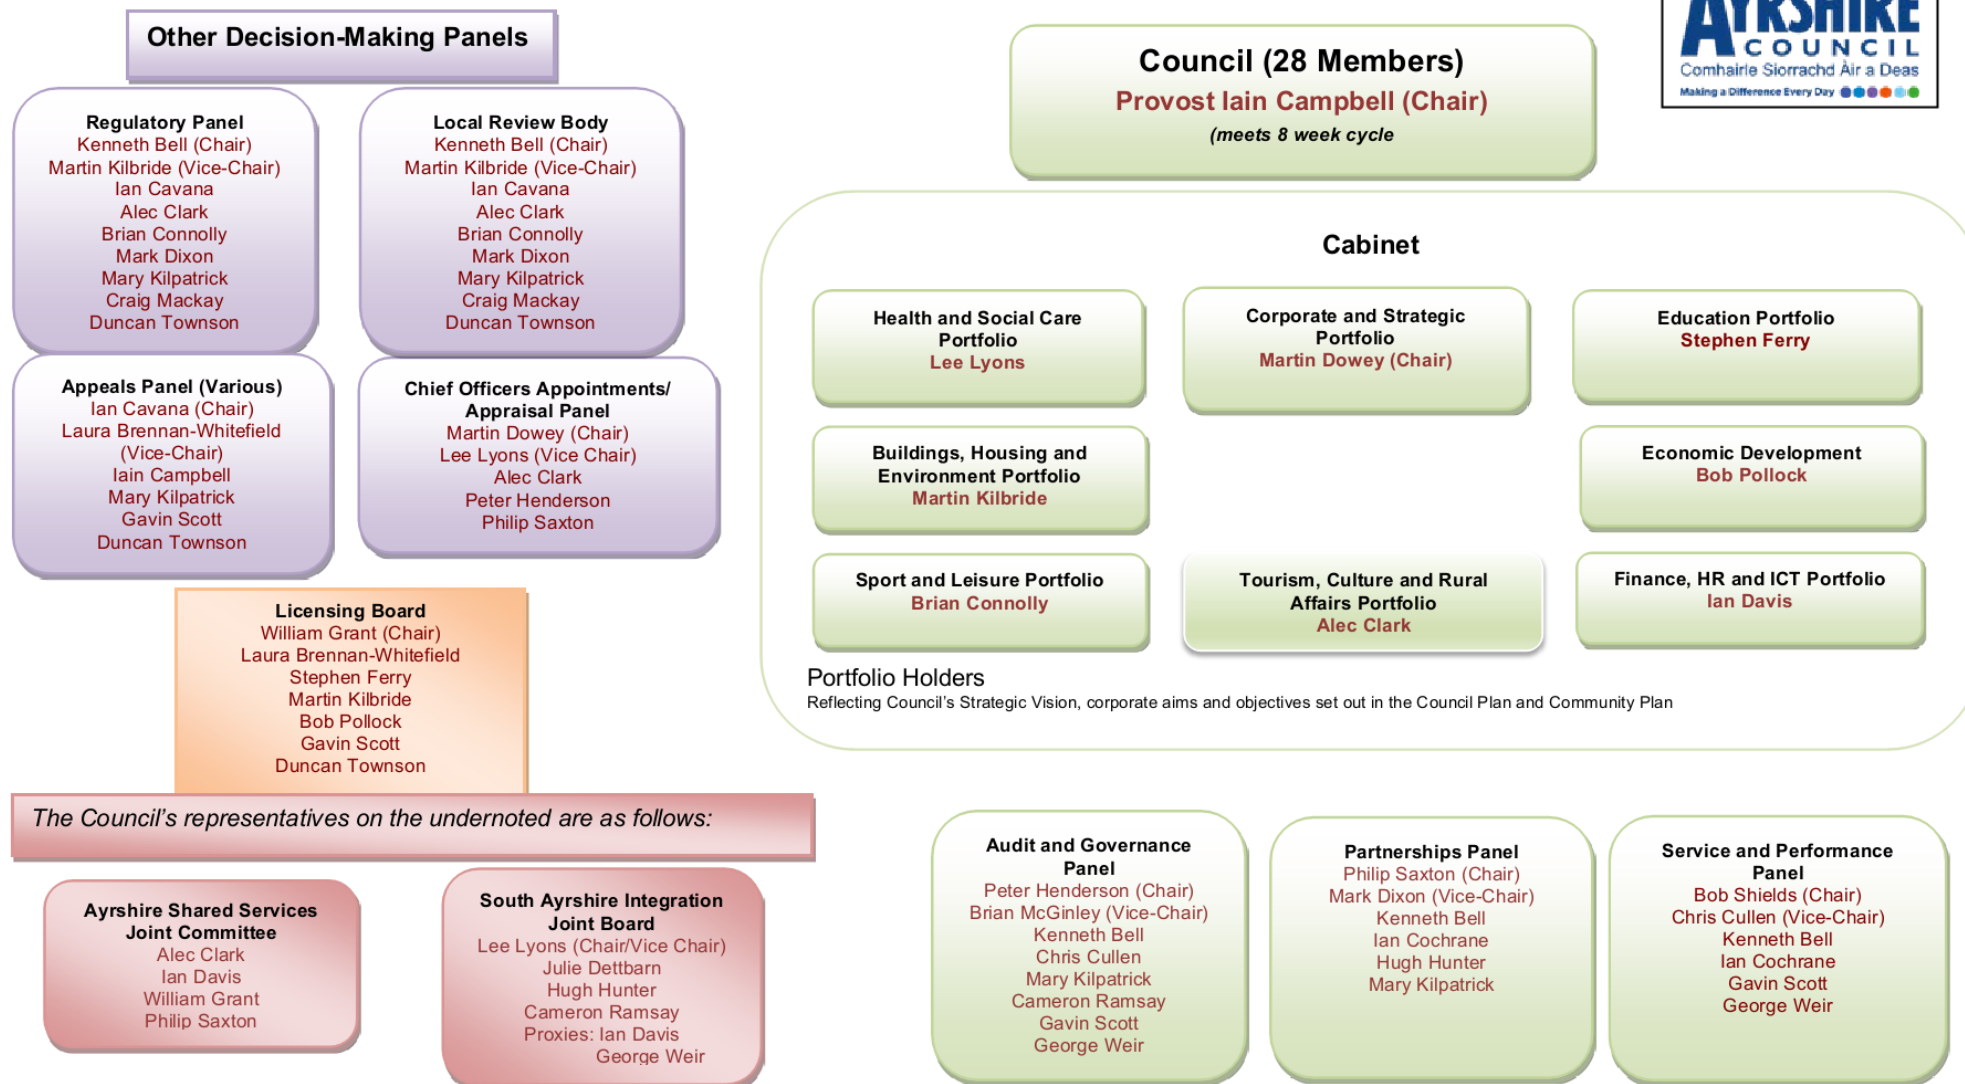 Other Decision-Making Panels
Regulatory Panel
Kenneth Bell (Chair)
Martin Kilbride (Vice-Chair)
Ian Cavana
Alec Clark
Brian Connolly
Mark Dixon
Mary Kilpatrick
Craig Mackay
Duncan Townson
Local Review Body
Kenneth Bell (Chair)
Martin Kilbride (Vice-Chair)
Ian Cavana
Alec Clark
Brian Connolly
Mark Dixon
Mary Kilpatrick
Craig Mackay
Duncan Townson
Appeals Panel (Various)
Ian Cavana (Chair)
Laura Brennan-Whitefield
(Vice-Chair)
Iain Campbell
Mary Kilpatrick
Gavin Scott
Duncan Townson
Chief Officers Appointments/
Appraisal Panel
Martin Dowey (Chair)
Lee Lyons (Vice Chair)
Alec Clark
Peter Henderson
Philip Saxton
Licensing Board
William Grant (Chair)
Laura Brennan-Whitefield
Stephen Ferry
Martin Kilbride
Bob Pollock
Gavin Scott
Duncan Townson
The Council's representatives on the undernoted are as follows:
Ayrshire Shared Services
Joint Committee
Alec Clark
Ian Davis
William Grant
Philip Saxton
South Ayrshire Integration
Joint Board
Lee Lyons (Chair/Vice Chair)
Julie Dettbarn
Hugh Hunter
Cameron Ramsay
Proxies: Ian Davis
George Weir
Council (28 Members)
Provost Iain Campbell (Chair)
(meets 8 week cycle
AYRSHIRE
COUNCIL
Comhairle Siorrachd Àir a Deas
Making a Difference Every Day
Cabinet
Health and Social Care
Portfolio
Lee Lyons
Corporate and Strategic
Portfolio
Martin Dowey (Chair)
Education Portfolio
Stephen Ferry
Buildings, Housing and
Environment Portfolio
Martin Kilbride
Economic Development
Bob Pollock
Sport and Leisure Portfolio
Brian Connolly
Tourism, Culture and Rural
Affairs Portfolio
Alec Clark
Finance, HR and ICT Portfolio
Ian Davis
Portfolio Holders
Reflecting Council's Strategic Vision, corporate aims and objectives set out in the Council Plan and Community Plan
Audit and Governance
Panel
Peter Henderson (Chair)
Brian McGinley (Vice-Chair)
Kenneth Bell
Chris Cullen
Mary Kilpatrick
Cameron Ramsay
Gavin Scott
George Weir
Partnerships Panel
Philip Saxton (Chair)
Mark Dixon (Vice-Chair)
Kenneth Bell
Ian Cochrane
Hugh Hunter
Mary Kilpatrick
Service and Performance
Panel
Bob Shields (Chair)
Chris Cullen (Vice-Chair)
Kenneth Bell
Ian Cochrane
Gavin Scott
George Weir